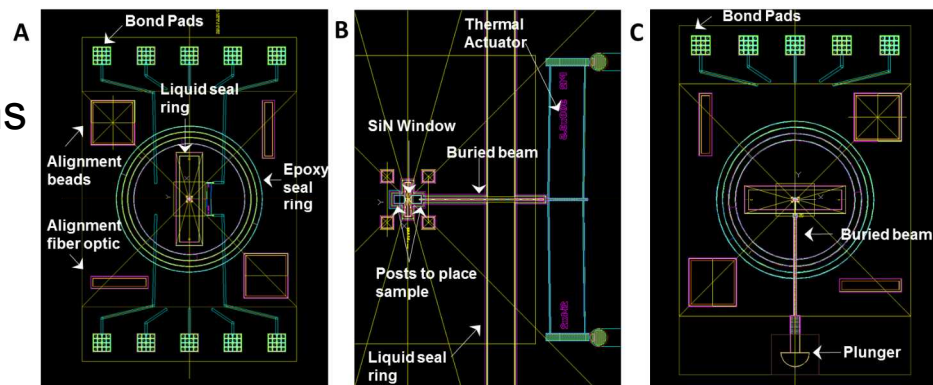 A
Bond Pads
Liquid seal
ring
Alignment
beads
Epoxy
seal
ring
Alignment
fiber optic
B
Thermal
Actuator
SiN Window
Buried beam
Posts to place
sample
Liquid seal
ring
C
Bond Pads
Buried beam
Plunger